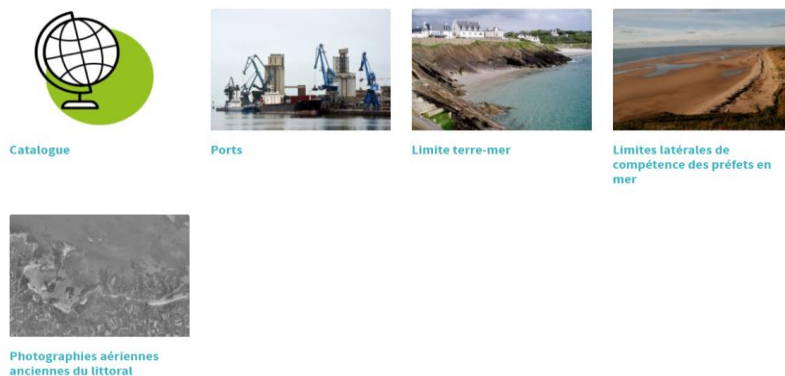 Catalogue
Ports
Limite terre-mer
Limites latérales de
compétence des préfets en
mer
Photographies aériennes
anciennes du littoral